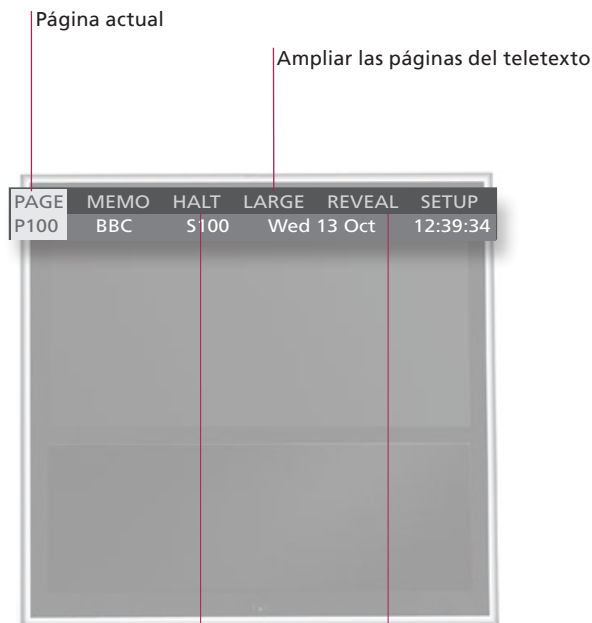 Página actual
Ampliar las páginas del teletexto
PAGE MEMO HALT LARGE REVEAL SETUP
P100 BBC S100 Wed 13 Oct 12:39:34